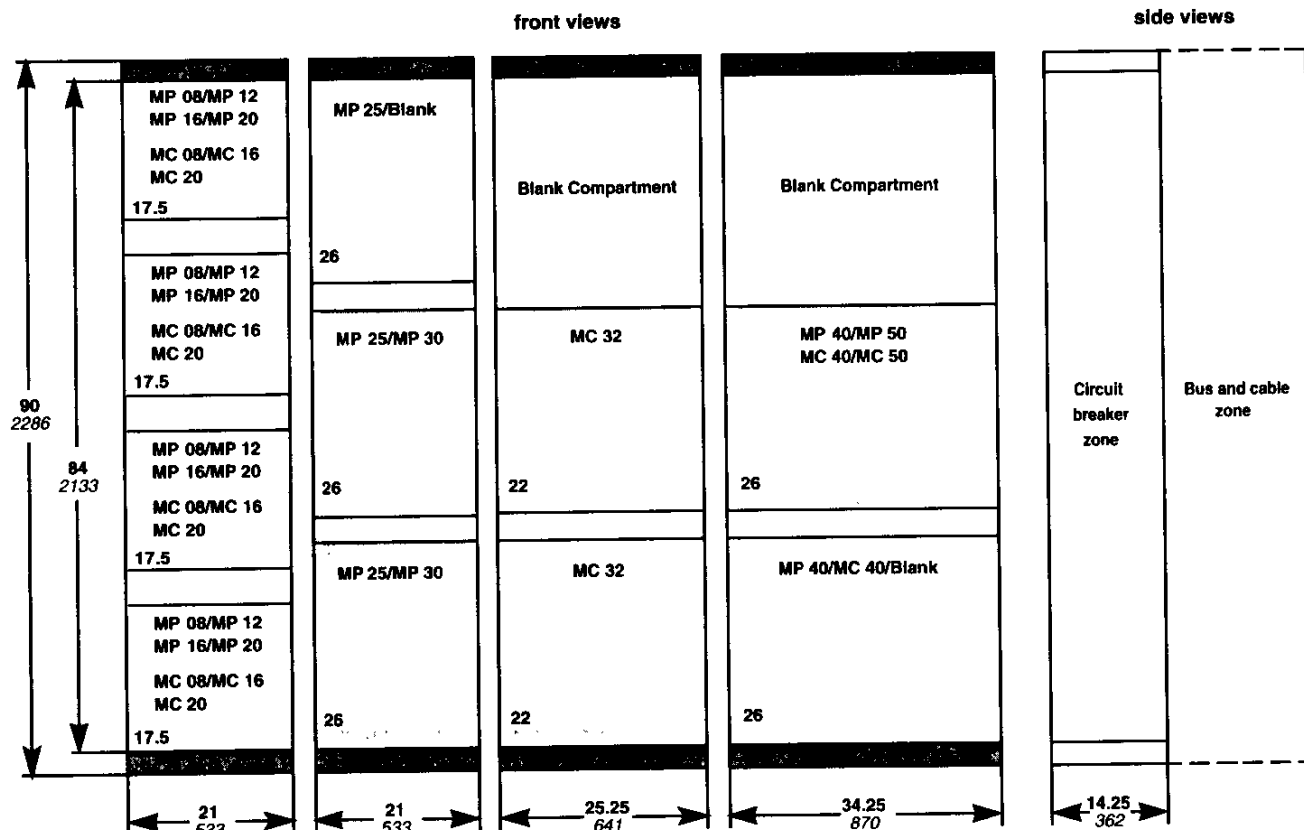 front views
side views
MP 08/MP 12
MP 16/MP 20
MC 08/MC 16
MC 20
17.5
MP 08/MP 12
MP 16/MP 20
MC 08/MC 16
MC 20
17.5
MP 08/MP 12
MP 16/MP 20
MC 08/MC 16
MC 20
17.5
MP 08/MP 12
MP 16/MP 20
MC 08/MC 16
MC 20
17.5
90
2286
84
2133
MP 25/Blank
26
MP 25/MP 30
26
MP 25/MP 30
26
Blank Compartment
MC 32
22
MC 32
22
Blank Compartment
MP 40/MP 50
MC 40/MC 50
26
MP 40/MC 40/Blank
26
Circuit
breaker
zone
Bus and cable
zone
21
533
21
533
25.25
641
34.25
870
14.25
362